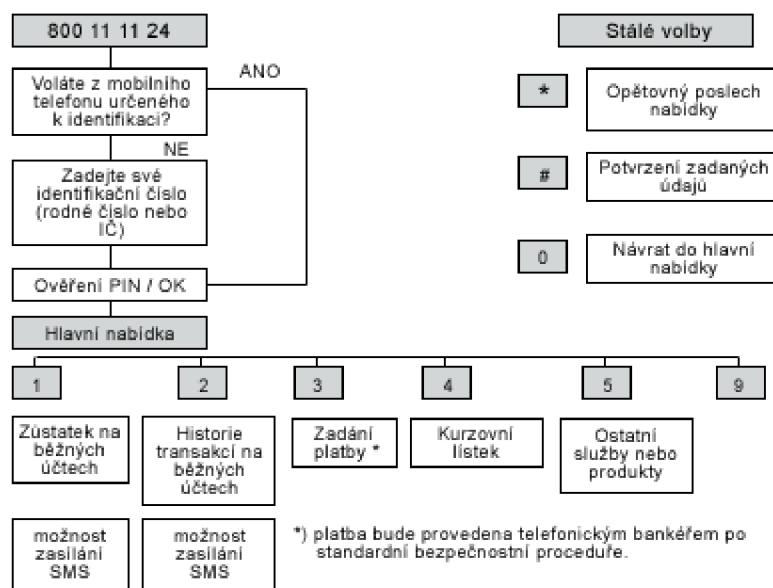 800 11 11 24
Voláte z mobilního
telefonu určeného
k identifikaci?
ANO
NE
Zadejte své
identifikační číslo
(rodné číslo nebo
IČ)
Ověření PIN / OK
Hlavní nabídka
Stálé volby
*
Opětovný poslech
nabídky
#
Potvrzení zadaných
údajů
0
Návrat do hlavní
nabídky
1
2
3
4
5
9
Zůstatek na
běžných
účtech
Historie
transakcí na
běžných
účtech
Zadání
platby *
Kurzovní
lístek
Ostatní
služby nebo
produkty
možnost
zasílání
SMS
možnost
zasílání
SMS
*) platba bude provedena telefonickým bankéřem po
standardní bezpečnostní proceduře.